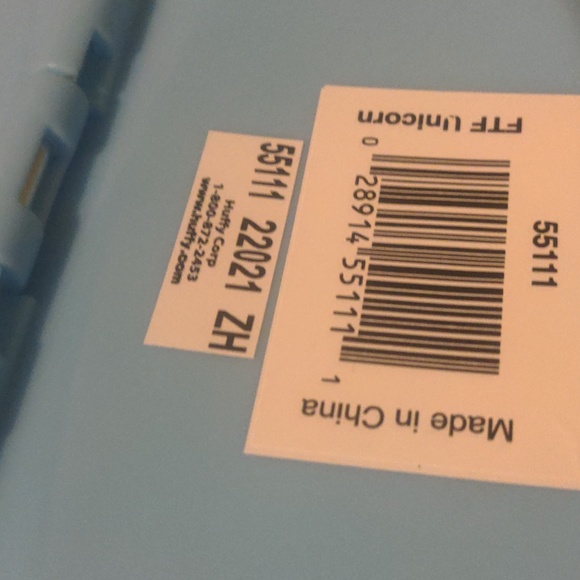 55111 22021 ZH
Huffy Corp
1-800-872-2453
www.huffy.com
FTF Unicorn
55111
0 28914 55111 1
Made in China